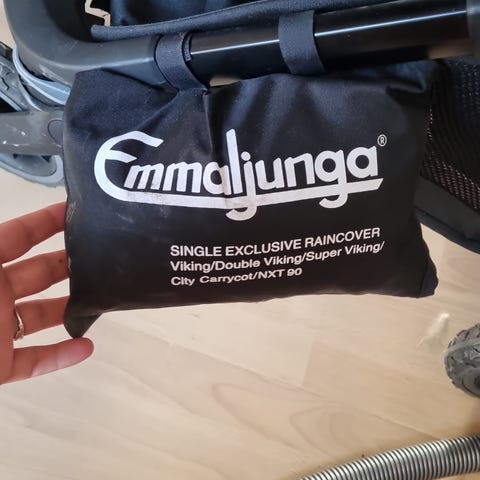 Emmaljunga®
SINGLE EXCLUSIVE RAINCOVER
Viking/Double Viking/Super Viking/
City Carrycot/NXT 90